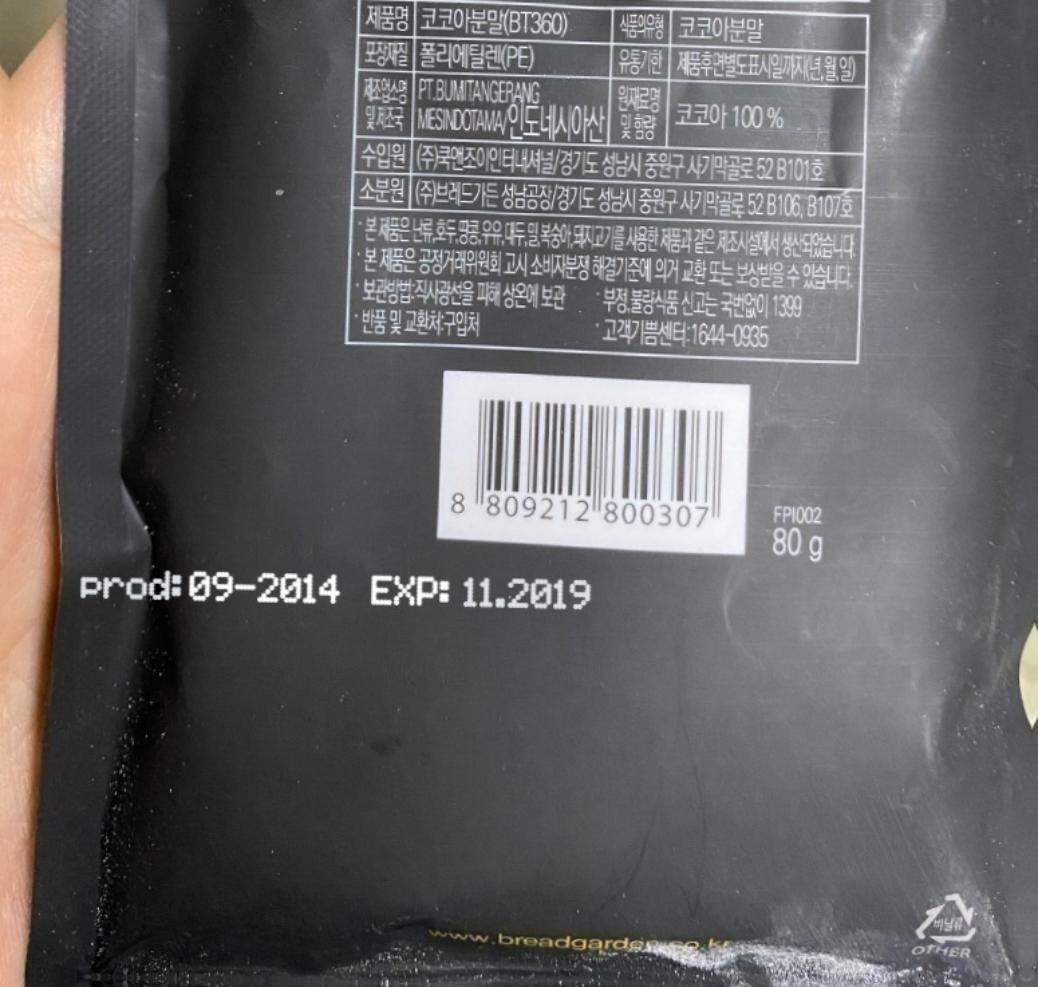 제품명 코코아분말(BT360) 식품의유형 코코아분말
포장재질 폴리에틸렌(PE) 유통기한 제품후면별도표시일까지(년,월,일)
제조업소명 및 제조국 PT.BUMITANGERANG MESINDOTAMA/인도네시아산 원재료명 및 함량 코코아 100 %
수입원 (주)쿡앤조이인터내셔널/경기도 성남시 중원구 사기막골로 52 B101호
소분원 (주)브레드가든 성남공장/경기도 성남시 중원구 사기막골로 52 B106, B107호
· 본 제품은 난류,호두,땅콩,우유,대두,밀,복숭아,돼지고기를 사용한 제품과 같은 제조시설에서 생산되었습니다.
· 본 제품은 공정거래위원회 고시 소비자분쟁 해결기준에 의거 교환 또는 보상받을 수 있습니다.
· 보관방법:직사광선을 피해 상온에 보관 · 부정,불량식품 신고는 국번없이 1399
· 반품 및 교환처:구입처 · 고객기쁨센터:1644-0935
8 809212 800307
FPI002
80 g
prod:09-2014 EXP: 11.2019
www.breadgarden.co.kr
비닐류
OTHER